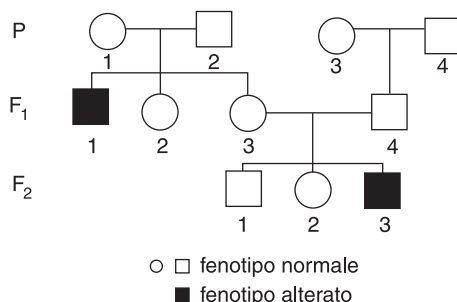 P
1 2 3 4
F1
1 2 3 4
F2
1 2 3
fenotipo normale
fenotipo alterato